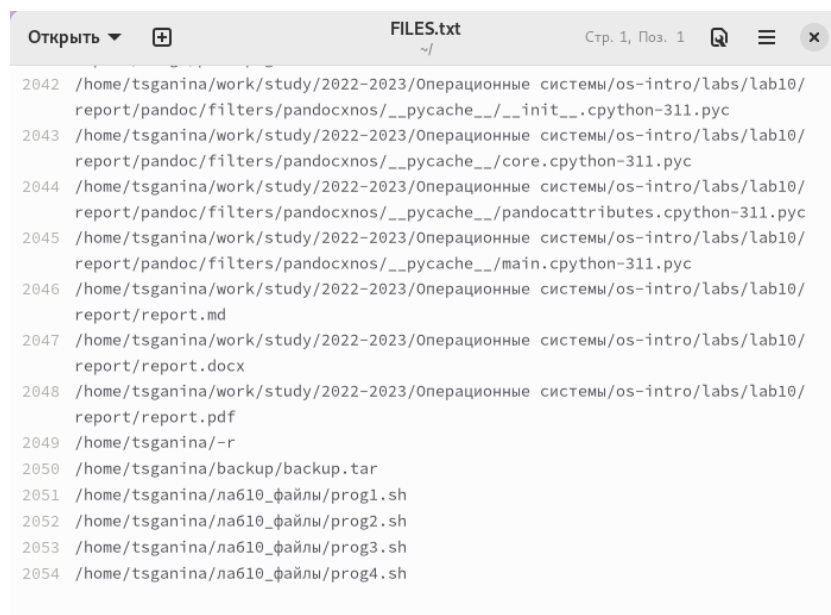 Открыть
FILES.txt
~/
Стр. 1, Поз. 1
2042 /home/tsganina/work/study/2022-2023/Операционные системы/os-intro/labs/lab10/
report/pandoc/filters/pandocxnos/__pycache__/__init__.cpython-311.pyc
2043 /home/tsganina/work/study/2022-2023/Операционные системы/os-intro/labs/lab10/
report/pandoc/filters/pandocxnos/__pycache__/core.cpython-311.pyc
2044 /home/tsganina/work/study/2022-2023/Операционные системы/os-intro/labs/lab10/
report/pandoc/filters/pandocxnos/__pycache__/pandocattributes.cpython-311.pyc
2045 /home/tsganina/work/study/2022-2023/Операционные системы/os-intro/labs/lab10/
report/pandoc/filters/pandocxnos/__pycache__/main.cpython-311.pyc
2046 /home/tsganina/work/study/2022-2023/Операционные системы/os-intro/labs/lab10/
report/report.md
2047 /home/tsganina/work/study/2022-2023/Операционные системы/os-intro/labs/lab10/
report/report.docx
2048 /home/tsganina/work/study/2022-2023/Операционные системы/os-intro/labs/lab10/
report/report.pdf
2049 /home/tsganina/-r
2050 /home/tsganina/backup/backup.tar
2051 /home/tsganina/лаб10_файлы/prog1.sh
2052 /home/tsganina/лаб10_файлы/prog2.sh
2053 /home/tsganina/лаб10_файлы/prog3.sh
2054 /home/tsganina/лаб10_файлы/prog4.sh